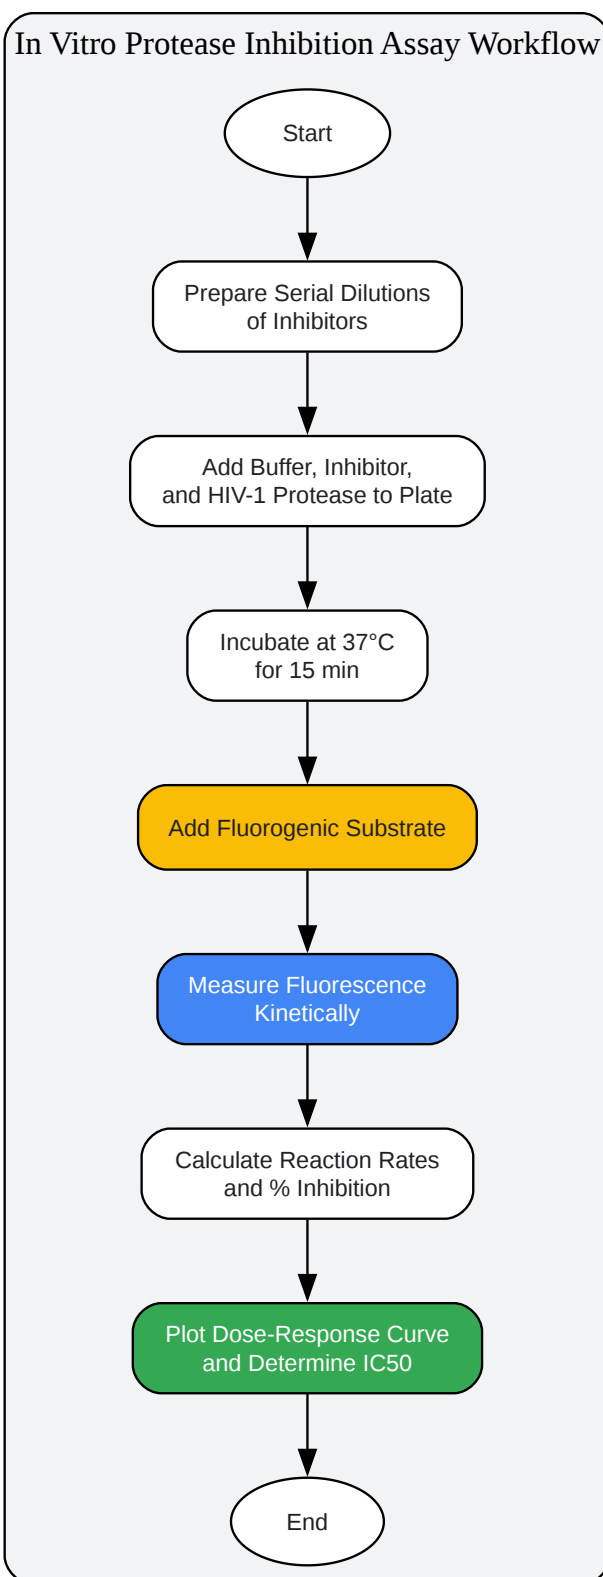 In Vitro Protease Inhibition Assay Workflow
Start
Prepare Serial Dilutions
of Inhibitors
Add Buffer, Inhibitor,
and HIV-1 Protease to Plate
Incubate at 37°C
for 15 min
Add Fluorogenic Substrate
Measure Fluorescence
Kinetically
Calculate Reaction Rates
and % Inhibition
Plot Dose-Response Curve
and Determine IC50
End